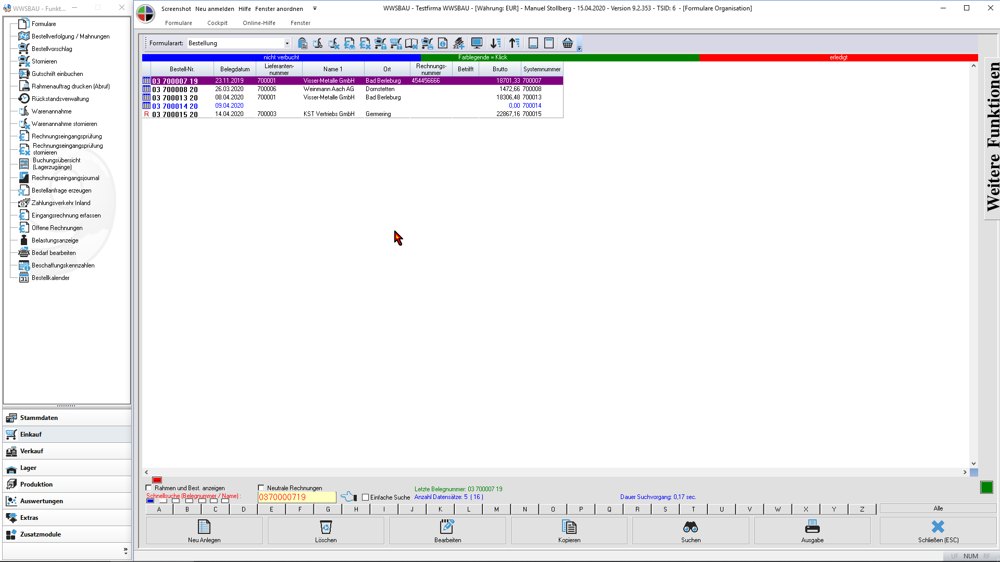 WWSBAU - Funkt...
Formulare
Bestellverfolgung / Mahnungen
Bestellvorschlag
Stornieren
Gutschrift einbuchen
Rahmenauftrag drucken (Abruf)
Rückstandsverwaltung
Warenannahme
Warenannahme stornieren
Rechnungseingangsprüfung
Rechnungseingangsprüfung
stornieren
Buchungsübersicht
(Lagerzugänge)
Rechnungseingangsjournal
Bestellanfrage erzeugen
Zahlungsverkehr Inland
Eingangsrechnung erfassen
Offene Rechnungen
Belastungsanzeige
Bedarf bearbeiten
Beschaffungskennzahlen
31 Bestellkalender
Stammdaten
Einkauf
Verkauf
Lager
Produktion
Auswertungen
Extras
Zusatzmodule
Screenshot Neu anmelden Hilfe Fenster anordnen WWSBAU - Testfirma WWSBAU - [Währung: EUR] - Manuel Stollberg - 15.04.2020 - Version 9.2.353 - TSID: 6 - [Formulare Organisation]
Formulare Cockpit Online-Hilfe Fenster
Formularart: Bestellung
nicht verbucht Farblegende = Klick erledigt
Bestell-Nr. Belegdatum Lieferanten-nummer Name 1 Ort Rechnungs-nummer Betrifft Brutto Systemnummer
03 700007 19 23.11.2019 700001 Visser-Metalle GmbH Bad Berleburg 454456666 18701,33 700007
03 700008 20 26.03.2020 700006 Weinmann Aach AG Dornstetten 1472,66 700008
03 700013 20 08.04.2020 700001 Visser-Metalle GmbH Bad Berleburg 18306,48 700013
03 700014 20 09.04.2020 0,00 700014
R 03 700015 20 14.04.2020 700003 KST Vertriebs GmbH Germering 22867,16 700015
Weitere Funktionen
Rahmen und Best. anzeigen Neutrale Rechnungen Letzte Belegnummer: 03 700007 19
Schnellsuche (Belegnummer / Name) : 0370000719 Einfache Suche Anzahl Datensätze: 5 ( 16 ) Dauer Suchvorgang: 0,17 sec.
A B C D E F G H I J K L M N O P Q R S T U V W X Y Z Alle
Neu Anlegen Löschen Bearbeiten Kopieren Suchen Ausgabe Schließen (ESC)
UF NUM RF